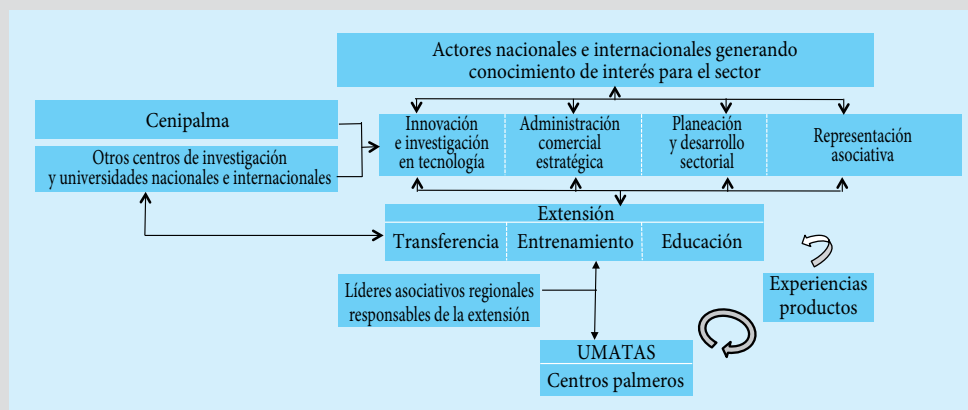 Actores nacionales e internacionales generando
conocimiento de interés para el sector
Cenipalma
Otros centros de investigación
y universidades nacionales e internacionales
Innovación
e investigación
en tecnología
Administración
comercial
estratégica
Planeación
y desarrollo
sectorial
Representación
asociativa
Extensión
Transferencia
Entrenamiento
Educación
Líderes asociativos regionales
responsables de la extensión
Experiencias
productos
UMATAS
Centros palmeros